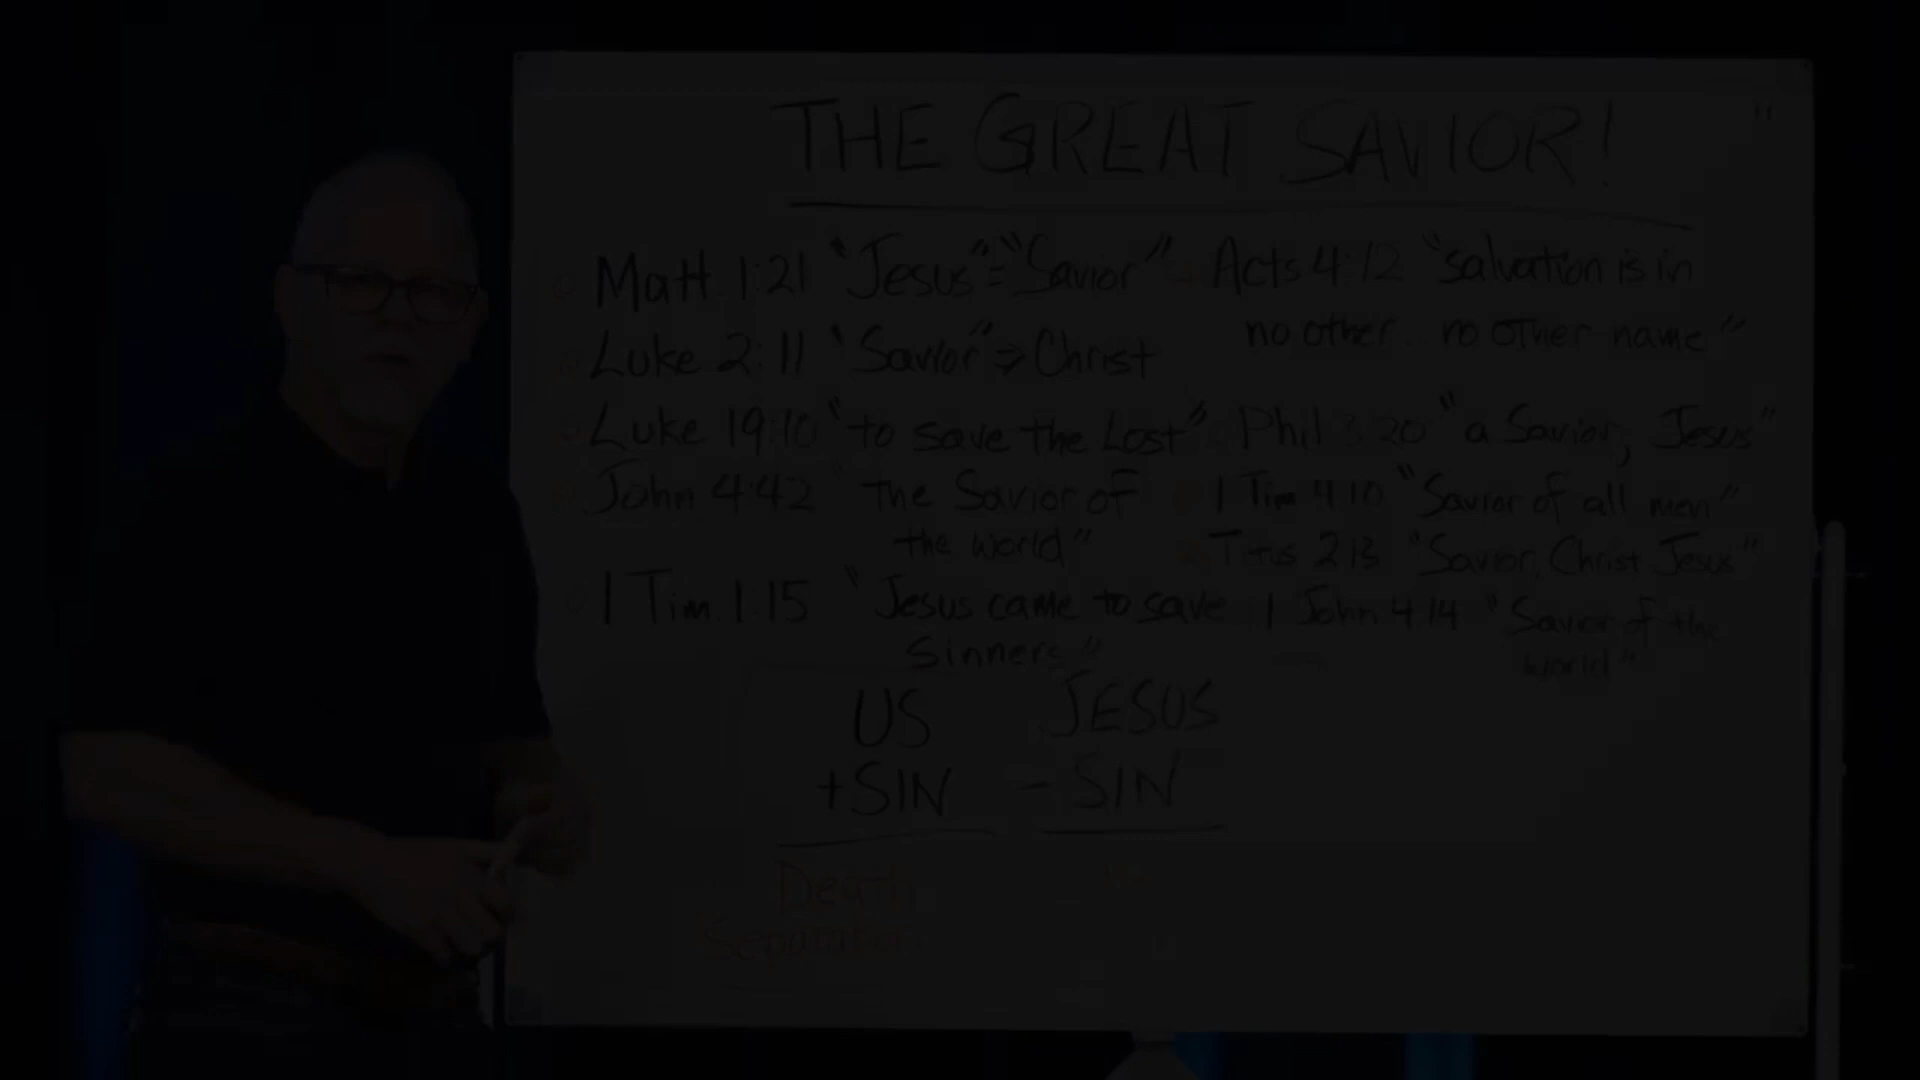 THE GREAT SAVIOR!
Matt 1:21 "Jesus"="Savior"
Luke 2:11 "Savior"⇒Christ
Luke 19:10 "to save the Lost"
John 4:42 "the Savior of
the world"
1 Tim. 1:15 "Jesus came to save
Sinners"
Acts 4:12 "salvation is in
no other.. no other name"
Phil 3:20 "a Savior, Jesus"
1 Tim 4:10 "Savior of all men"
Titus 2:13 "Savior, Christ Jesus"
1 John 4:14 "Savior of the
world"
US
+SIN
Death
Separation
JESUS
- SIN